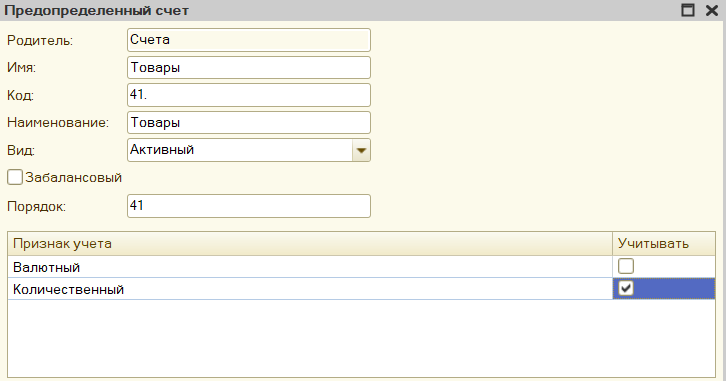 Предопределенный счет
Родитель: Счета
Имя: Товары
Код: 41.
Наименование: Товары
Вид: Активный
Забалансовый
Порядок: 41
Признак учета Учитывать
Валютный
Количественный